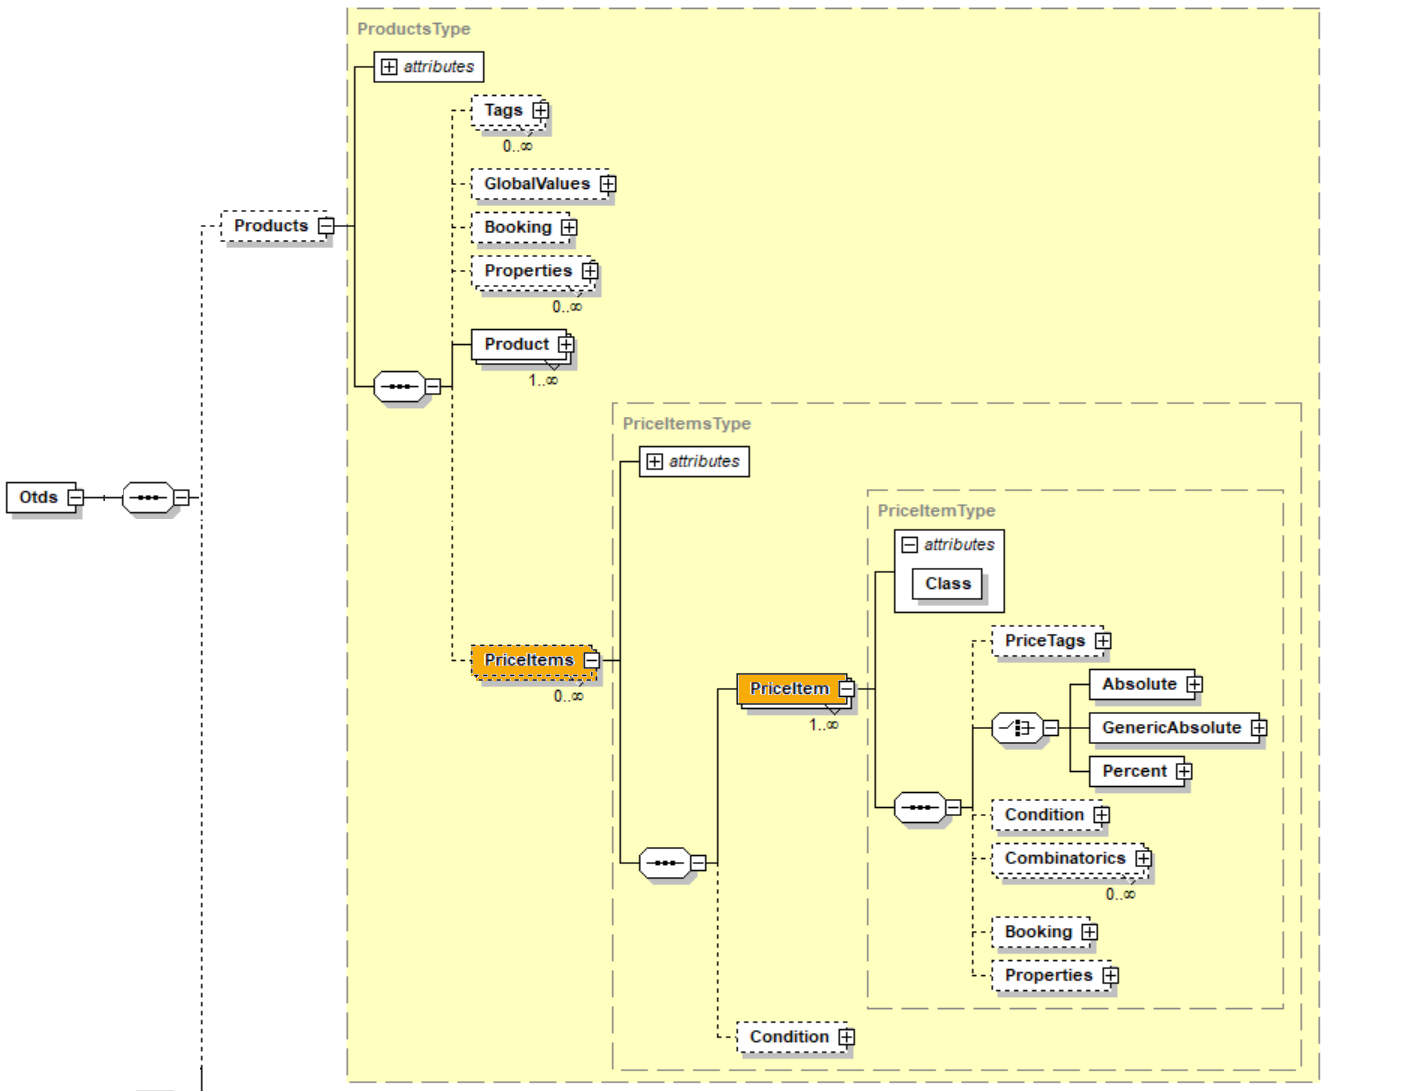 ProductsType
attributes
Tags
0..∞
GlobalValues
Products
Booking
Properties
0..∞
Product
1..∞
PriceItemsType
attributes
Otds
PriceItemType
attributes
Class
PriceTags
PriceItems
0..∞
PriceItem
1..∞
Absolute
GenericAbsolute
Percent
Condition
Combinatorics
0..∞
Booking
Properties
Condition